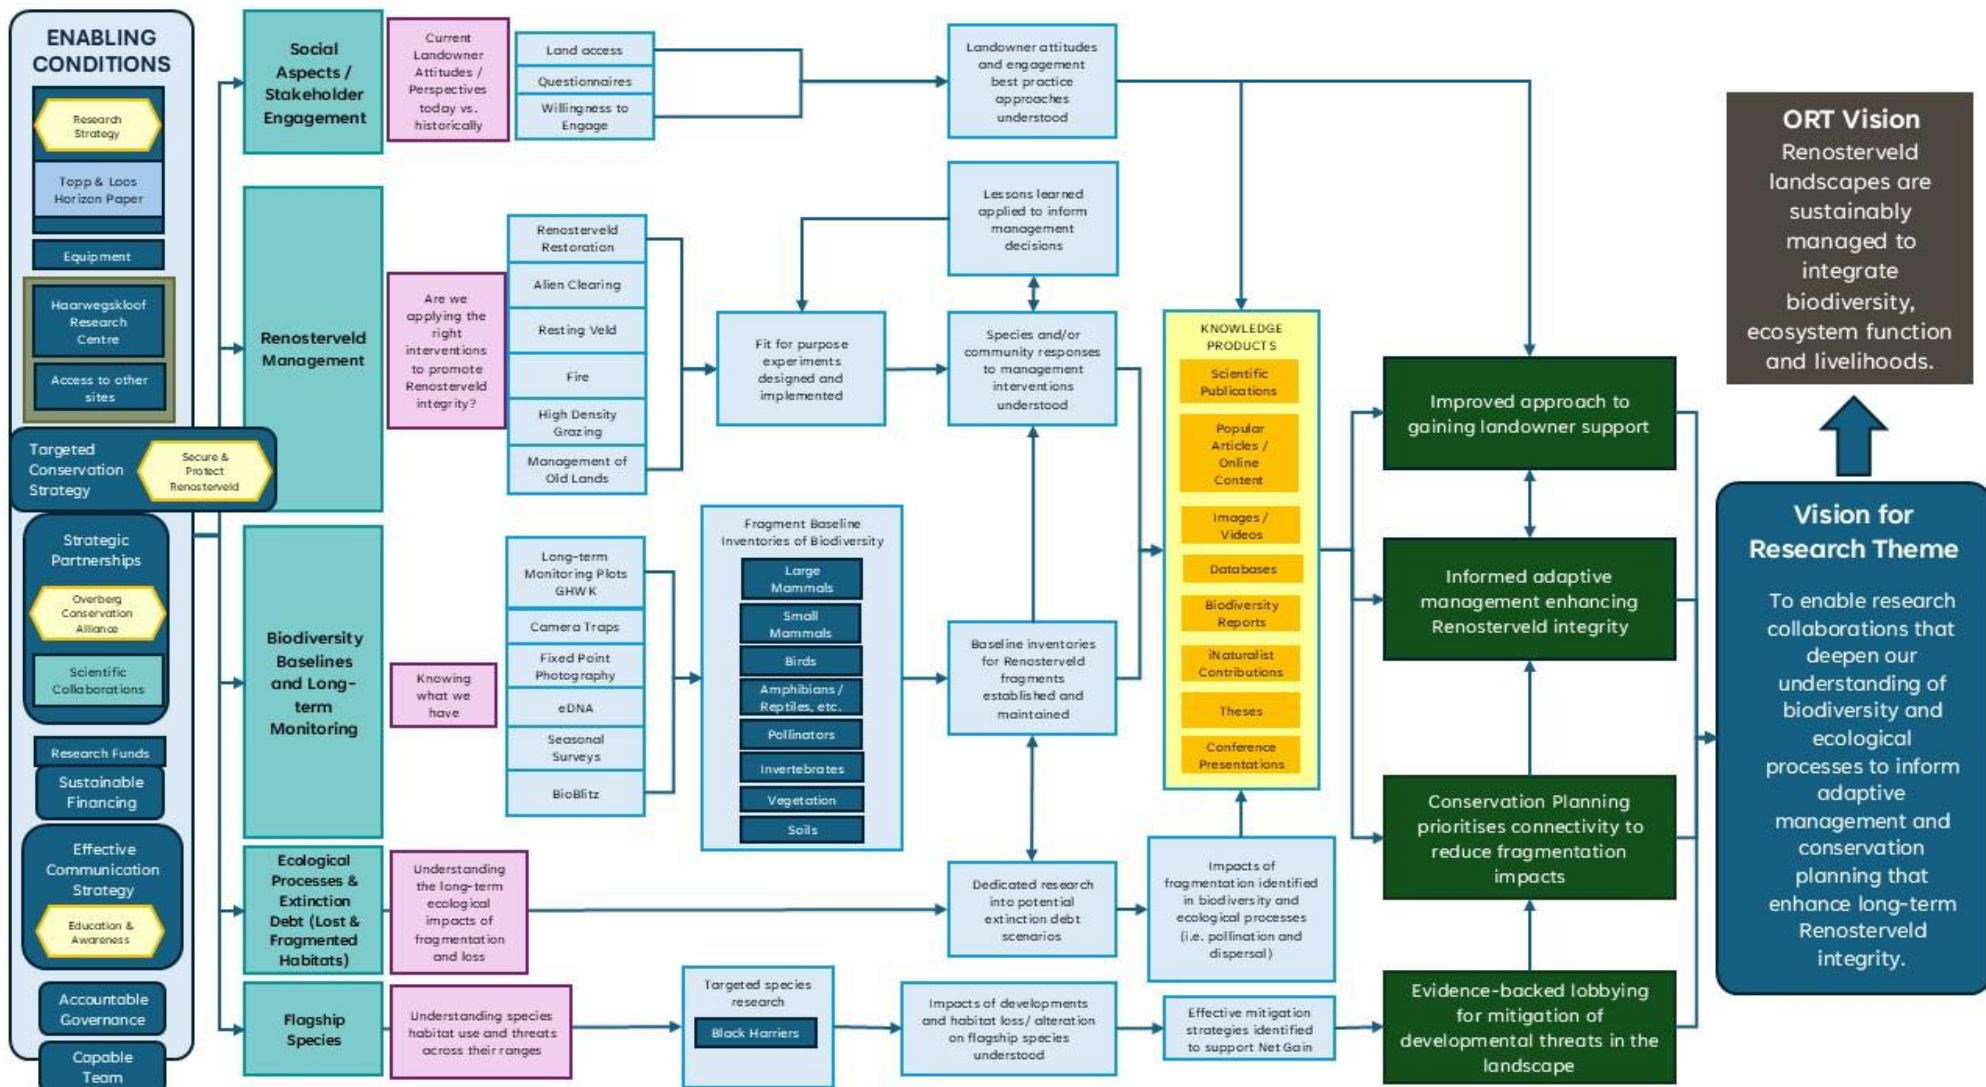 ENABLING
CONDITIONS
Research
Strategy
Topp & Loos
Horizon Paper
Equipment
Haarwegskloof
Research
Centre
Access to other
sites
Targeted
Conservation
Strategy
Secure &
Protect
Renosterveld
Strategic
Partnerships
Overberg
Conservation
Alliance
Scientific
Collaborations
Research Funds
Sustainable
Financing
Effective
Communication
Strategy
Education &
Awareness
Accountable
Governance
Capable
Team
Social
Aspects /
Stakeholder
Engagement
Current
Landowner
Attitudes /
Perspectives
today vs.
historically
Land access
Questionnaires
Willingness to
Engage
Landowner attitudes
and engagement
best practice
approaches
understood
Renosterveld
Management
Are we
applying the
right
interventions
to promote
Renosterveld
integrity?
Renosterveld
Restoration
Alien Clearing
Resting Veld
Fire
High Density
Grazing
Management of
Old Lands
Fit for purpose
experiments
designed and
implemented
Lessons learned
applied to inform
management
decisions
Species and/or
community responses
to management
interventions
understood
Biodiversity
Baselines
and Long-
term
Monitoring
Knowing
what we
have
Long-term
Monitoring Plots
GHWK
Camera Traps
Fixed Point
Photography
eDNA
Seasonal
Surveys
BioBlitz
Fragment Baseline
Inventories of Biodiversity
Large
Mammals
Small
Mammals
Birds
Amphibians /
Reptiles, etc.
Pollinators
Invertebrates
Vegetation
Soils
Baseline inventories
for Renosterveld
fragments
established and
maintained
Ecological
Processes &
Extinction
Debt (Lost &
Fragmented
Habitats)
Understanding
the long-term
ecological
impacts of
fragmentation
and loss
Dedicated research
into potential
extinction debt
scenarios
Impacts of
fragmentation identified
in biodiversity and
ecological processes
(i.e. pollination and
dispersal)
Flagship
Species
Understanding species
habitat use and threats
across their ranges
Targeted species
research
Black Harriers
Impacts of developments
and habitat loss/ alteration
on flagship species
understood
Effective mitigation
strategies identified
to support Net Gain
KNOWLEDGE
PRODUCTS
Scientific
Publications
Popular
Articles /
Online
Content
Images /
Videos
Databases
Biodiversity
Reports
iNaturalist
Contributions
Theses
Conference
Presentations
Improved approach to
gaining landowner support
Informed adaptive
management enhancing
Renosterveld integrity
Conservation Planning
prioritises connectivity to
reduce fragmentation
impacts
Evidence-backed lobbying
for mitigation of
developmental threats in the
landscape
ORT Vision
Renosterveld
landscapes are
sustainably
managed to
integrate
biodiversity,
ecosystem function
and livelihoods.
Vision for
Research Theme
To enable research
collaborations that
deepen our
understanding of
biodiversity and
ecological
processes to inform
adaptive
management and
conservation
planning that
enhance long-term
Renosterveld
integrity.